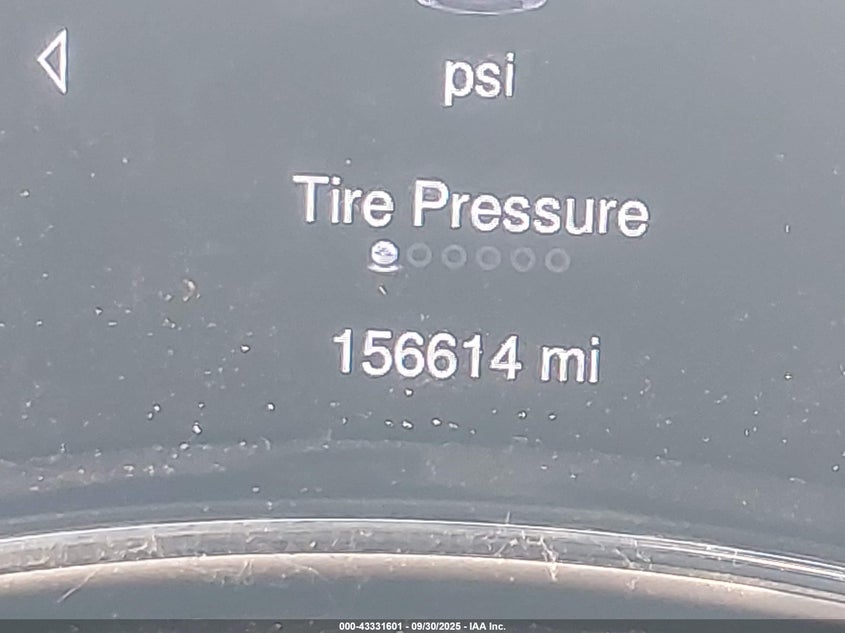 psi
Tire Pressure
156614 mi
000-43331601 - 09/30/2025 - IAA Inc.